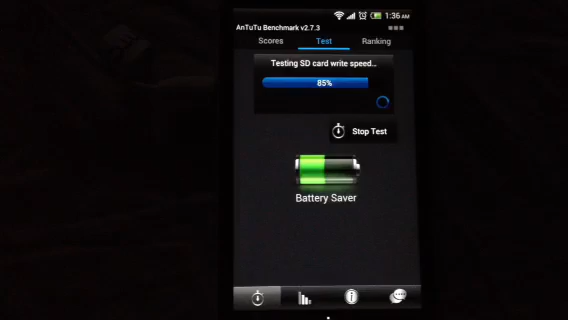 1:36 AM
AnTuTu Benchmark v2.7.3
Scores Test Ranking
Testing SD card write speed...
85%
Stop Test
Battery Saver